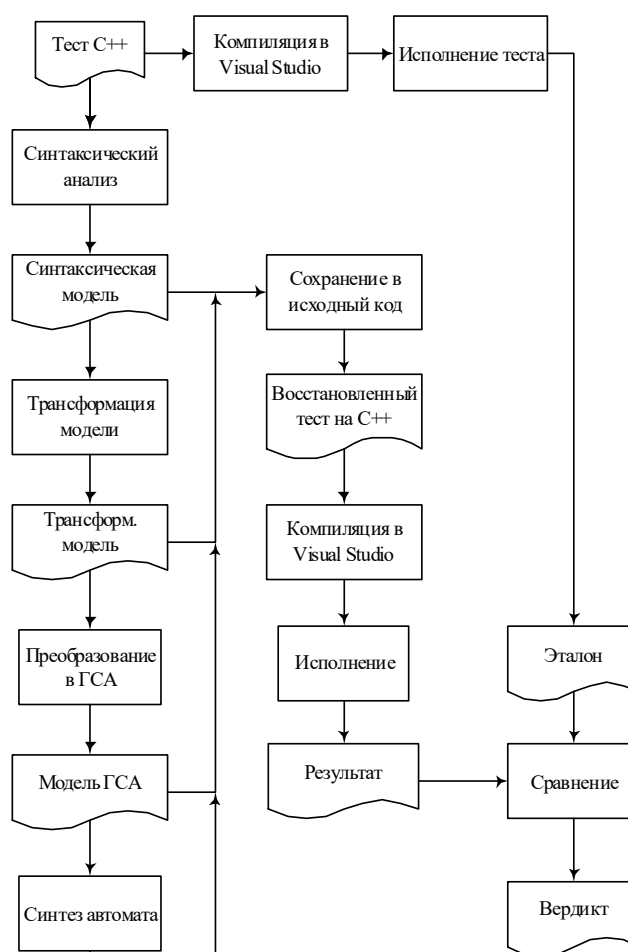 Тест С++
Компиляция в
Visual Studio
Исполнение теста
Синтаксический
анализ
Синтаксическая
модель
Сохранение в
исходный код
Трансформация
модели
Восстановленный
тест на С++
Трансформ.
модель
Компиляция в
Visual Studio
Преобразование
в ГСА
Исполнение
Эталон
Модель ГСА
Результат
Сравнение
Синтез автомата
Вердикт